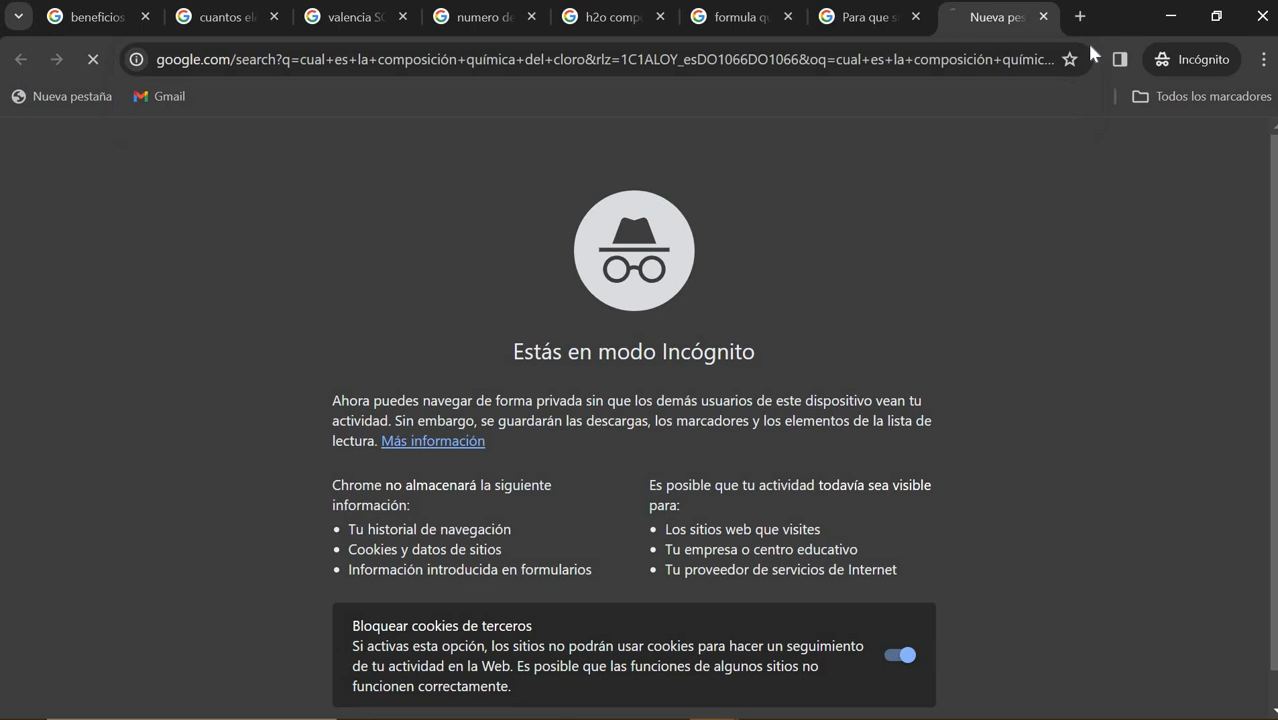 beneficios
cuantos el
valencia SO
numero de
h2o comp
formula qu
Para que s
Nueva pes
google.com/search?q=cual+es+la+composición+química+del+cloro&rlz=1C1ALOY_esDO1066DO1066&oq=cual+es+la+composición+químic...
Incógnito
Nueva pestaña
Gmail
Todos los marcadores
Estás en modo Incógnito
Ahora puedes navegar de forma privada sin que los demás usuarios de este dispositivo vean tu
actividad. Sin embargo, se guardarán las descargas, los marcadores y los elementos de la lista de
lectura. Más información
Chrome no almacenará la siguiente
información:
• Tu historial de navegación
• Cookies y datos de sitios
• Información introducida en formularios
Es posible que tu actividad todavía sea visible
para:
• Los sitios web que visites
• Tu empresa o centro educativo
• Tu proveedor de servicios de Internet
Bloquear cookies de terceros
Si activas esta opción, los sitios no podrán usar cookies para hacer un seguimiento
de tu actividad en la Web. Es posible que las funciones de algunos sitios no
funcionen correctamente.